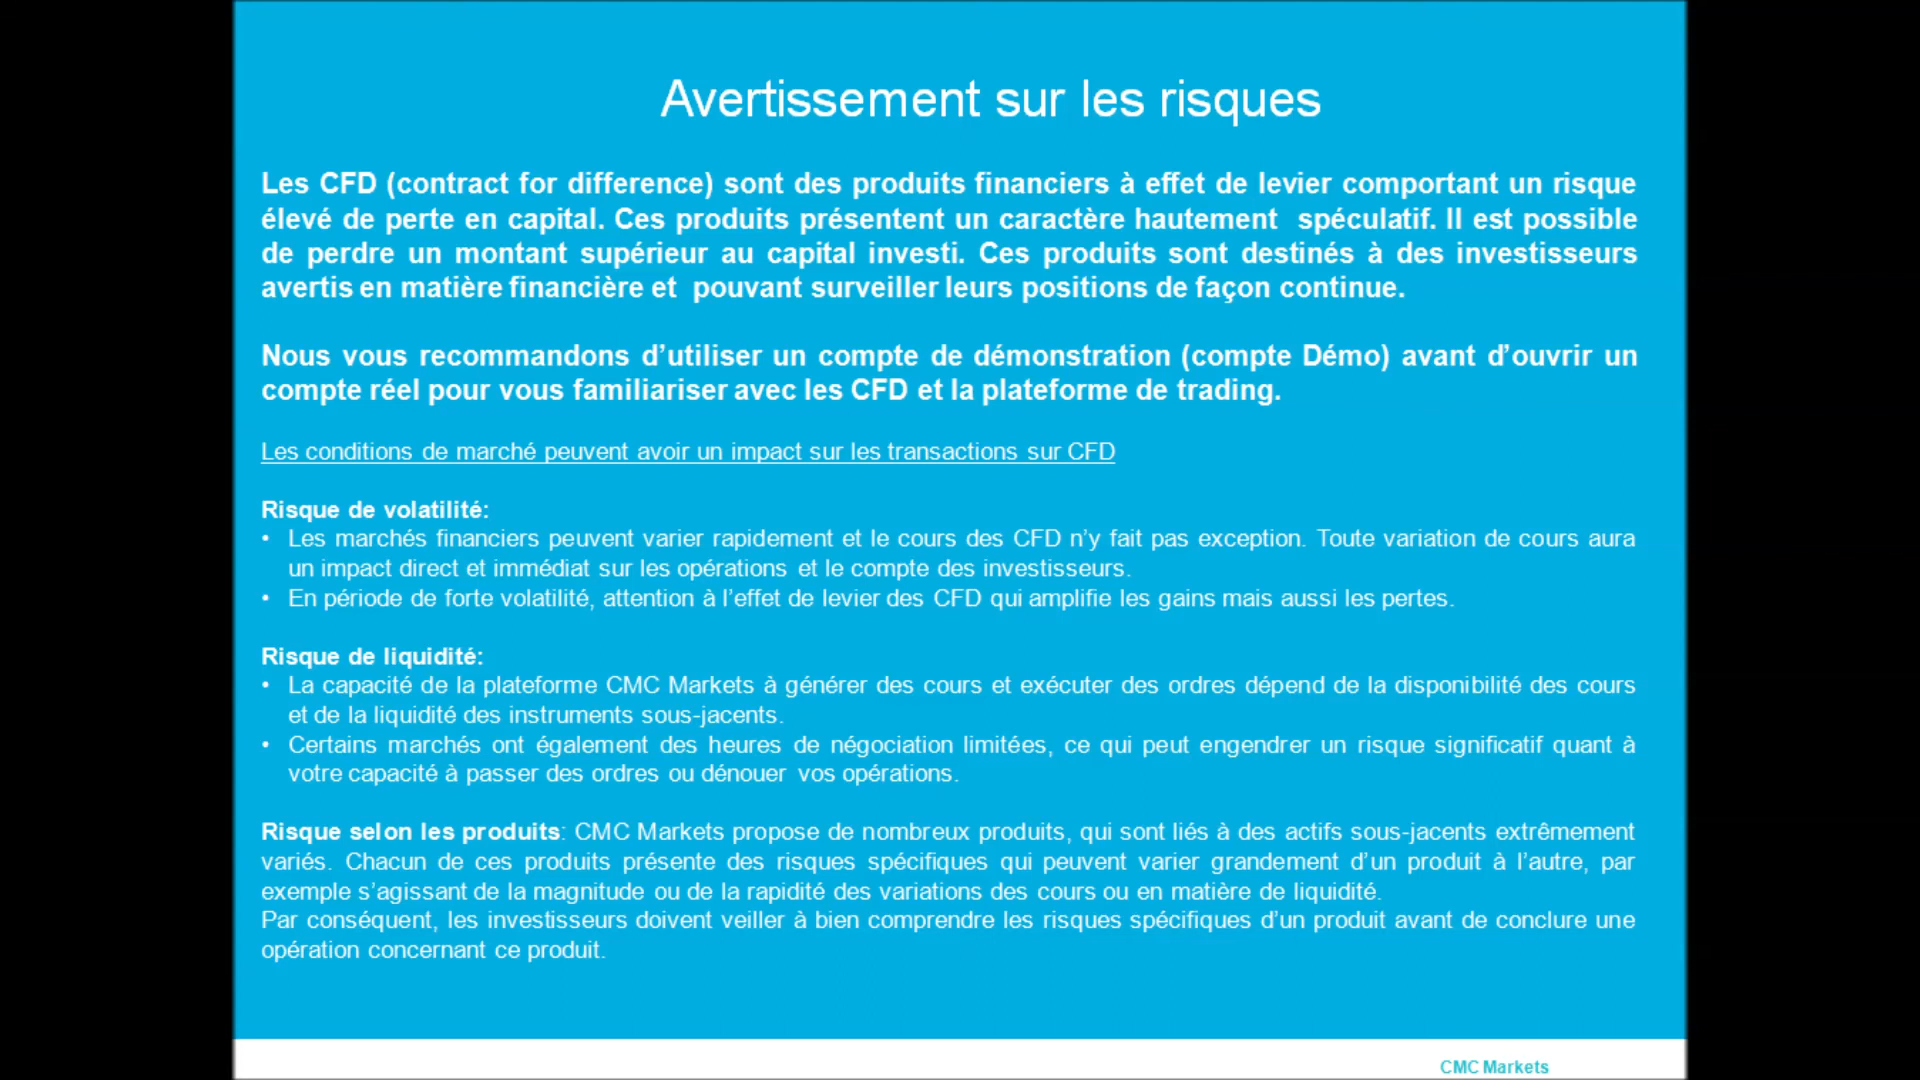 Avertissement sur les risques
Les CFD (contract for difference) sont des produits financiers à effet de levier comportant un risque
élevé de perte en capital. Ces produits présentent un caractère hautement spéculatif. Il est possible
de perdre un montant supérieur au capital investi. Ces produits sont destinés à des investisseurs
avertis en matière financière et pouvant surveiller leurs positions de façon continue.
Nous vous recommandons d’utiliser un compte de démonstration (compte Démo) avant d’ouvrir un
compte réel pour vous familiariser avec les CFD et la plateforme de trading.
Les conditions de marché peuvent avoir un impact sur les transactions sur CFD
Risque de volatilité:
• Les marchés financiers peuvent varier rapidement et le cours des CFD n’y fait pas exception. Toute variation de cours aura
un impact direct et immédiat sur les opérations et le compte des investisseurs.
• En période de forte volatilité, attention à l’effet de levier des CFD qui amplifie les gains mais aussi les pertes.
Risque de liquidité:
• La capacité de la plateforme CMC Markets à générer des cours et exécuter des ordres dépend de la disponibilité des cours
et de la liquidité des instruments sous-jacents.
• Certains marchés ont également des heures de négociation limitées, ce qui peut engendrer un risque significatif quant à
votre capacité à passer des ordres ou dénouer vos opérations.
Risque selon les produits: CMC Markets propose de nombreux produits, qui sont liés à des actifs sous-jacents extrêmement
variés. Chacun de ces produits présente des risques spécifiques qui peuvent varier grandement d’un produit à l’autre, par
exemple s’agissant de la magnitude ou de la rapidité des variations des cours ou en matière de liquidité.
Par conséquent, les investisseurs doivent veiller à bien comprendre les risques spécifiques d’un produit avant de conclure une
opération concernant ce produit.
CMC Markets